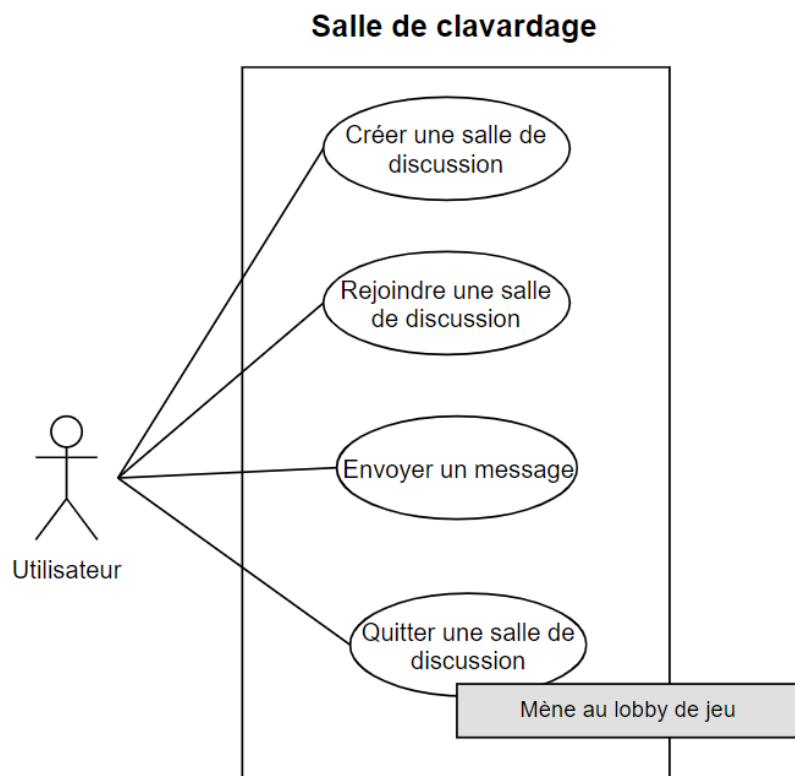 Salle de clavardage
Créer une salle de
discussion
Rejoindre une salle
de discussion
Envoyer un message
Utilisateur
Quitter une salle de
discussion
Mène au lobby de jeu